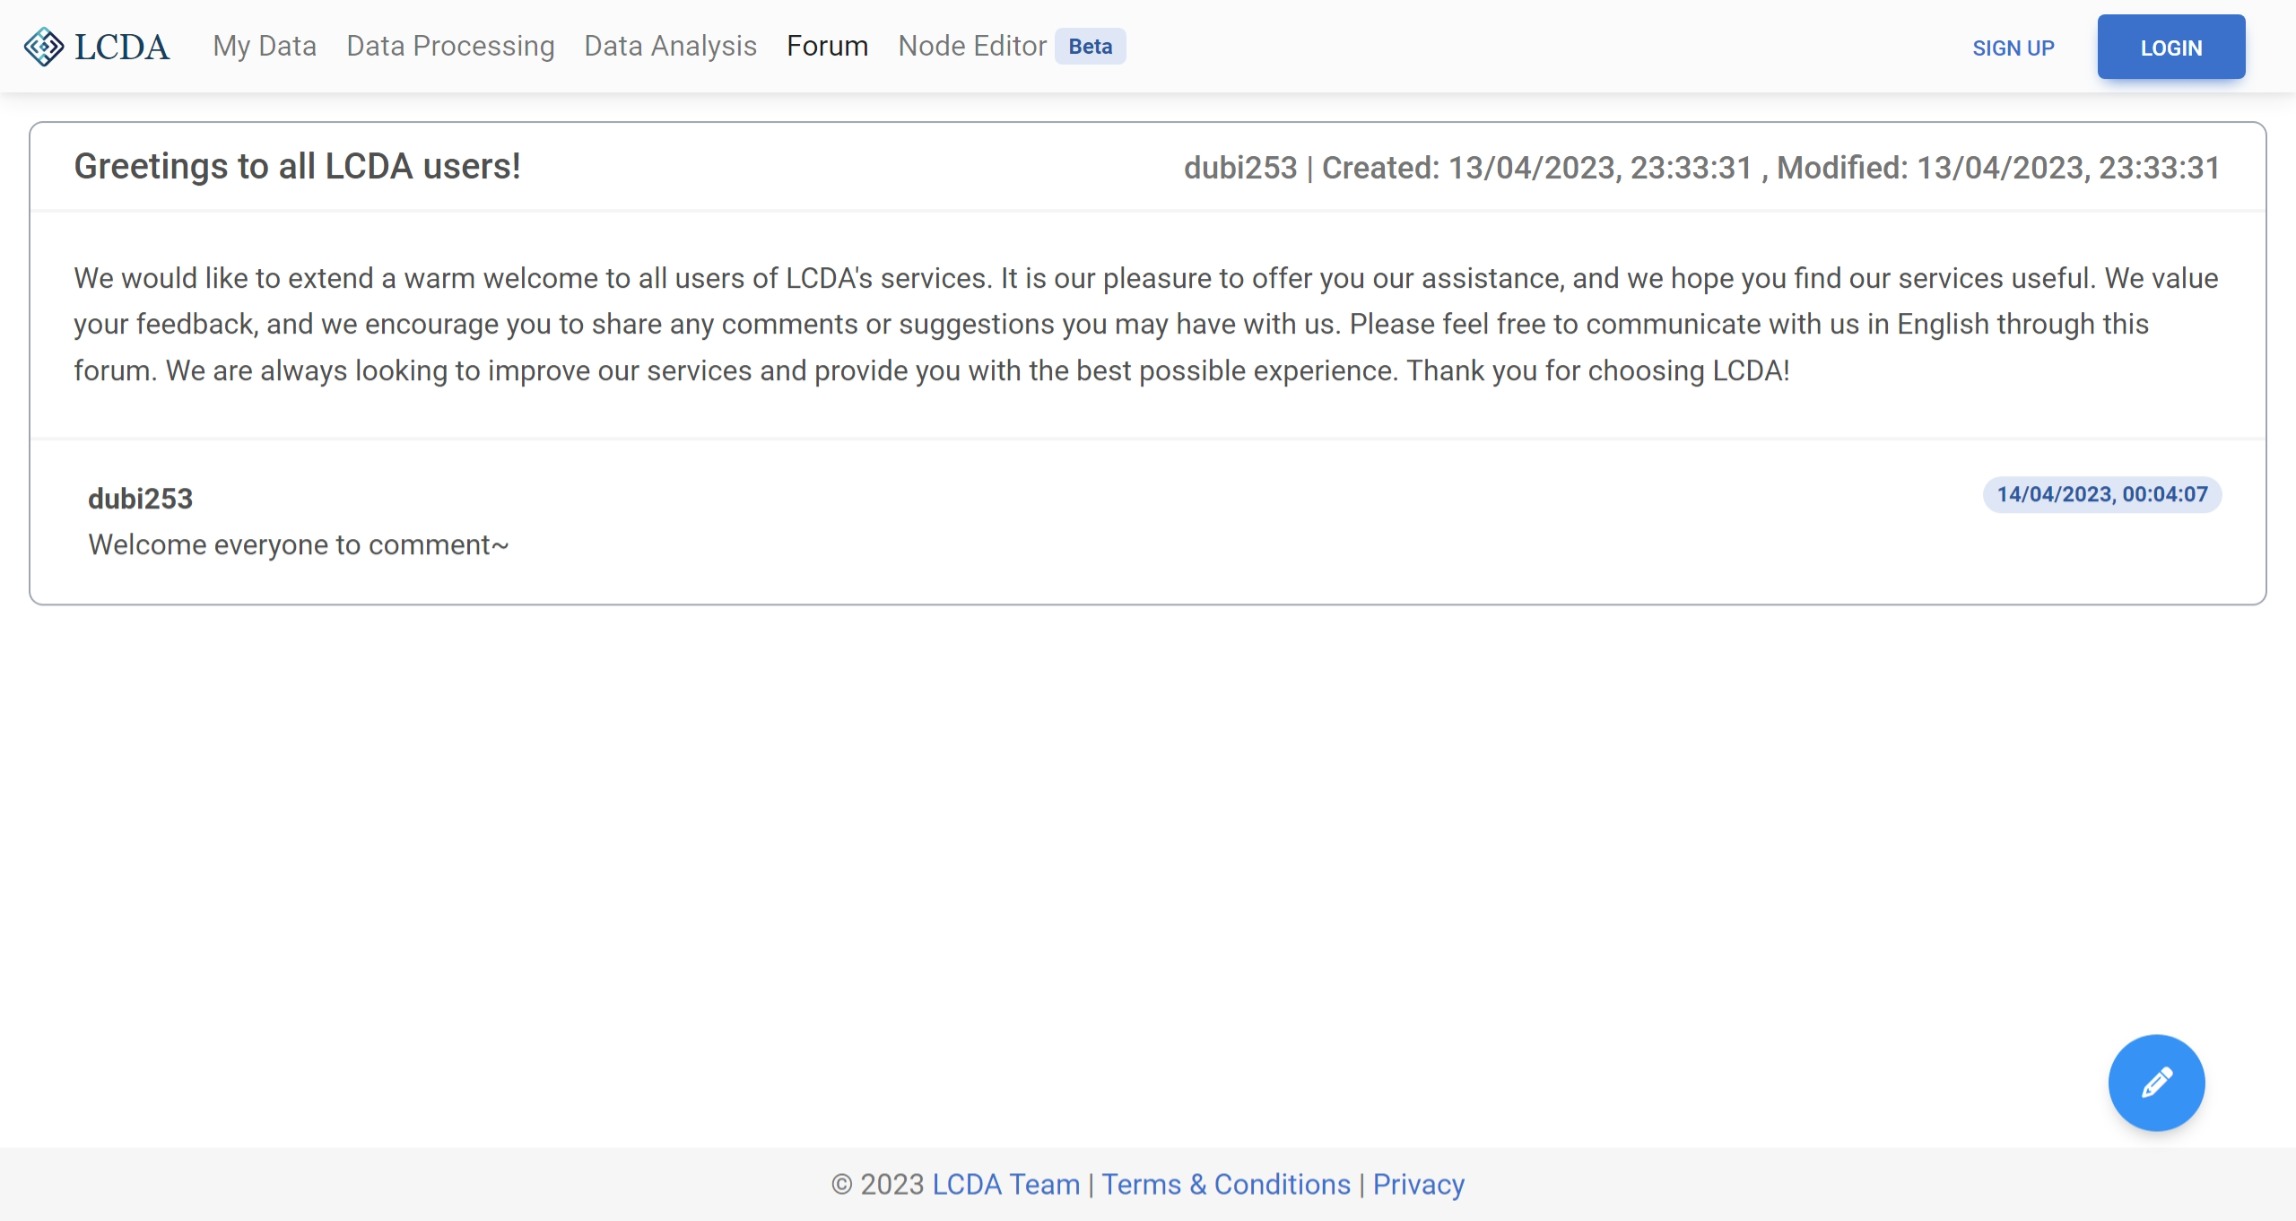 LCDA My Data Data Processing Data Analysis Forum Node Editor Beta SIGN UP LOGIN
Greetings to all LCDA users! dubi253 | Created: 13/04/2023, 23:33:31 , Modified: 13/04/2023, 23:33:31
We would like to extend a warm welcome to all users of LCDA's services. It is our pleasure to offer you our assistance, and we hope you find our services useful. We value
your feedback, and we encourage you to share any comments or suggestions you may have with us. Please feel free to communicate with us in English through this
forum. We are always looking to improve our services and provide you with the best possible experience. Thank you for choosing LCDA!
dubi253 14/04/2023, 00:04:07
Welcome everyone to comment~
© 2023 LCDA Team | Terms & Conditions | Privacy